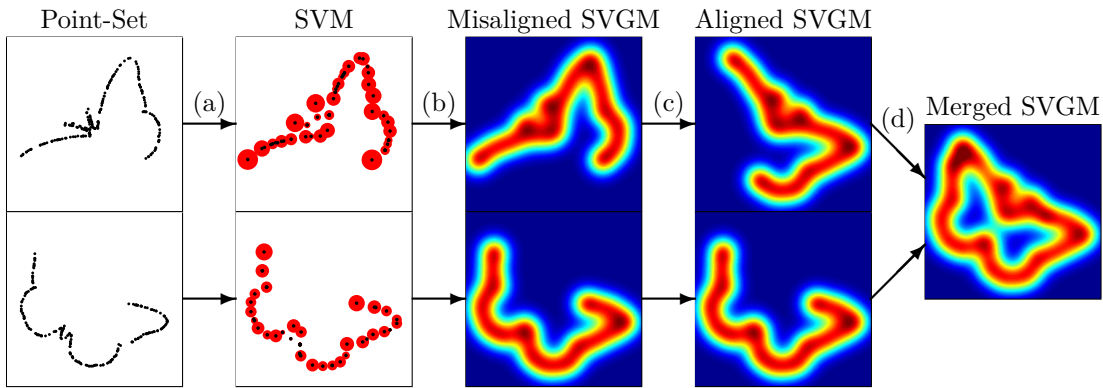 Point-Set
SVM
Misaligned SVGM
Aligned SVGM
(a)
(b)
(c)
(d)
Merged SVGM